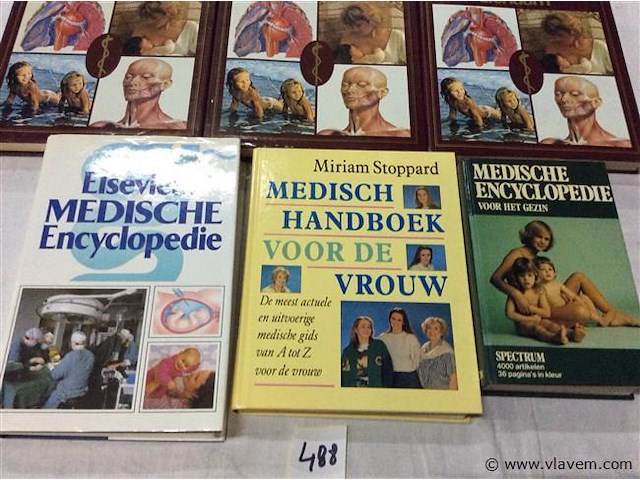 Elsevier
MEDISCHE
Encyclopedie
Miriam Stoppard
MEDISCH
HANDBOEK
VOOR DE
VROUW
De meest actuele
en uitvoerige
medische gids
van A tot Z
voor de vrouw
MEDISCHE
ENCYCLOPEDIE
VOOR HET GEZIN
SPECTRUM
4000 artikelen
36 pagina's in kleur
488
© www.vlavem.com